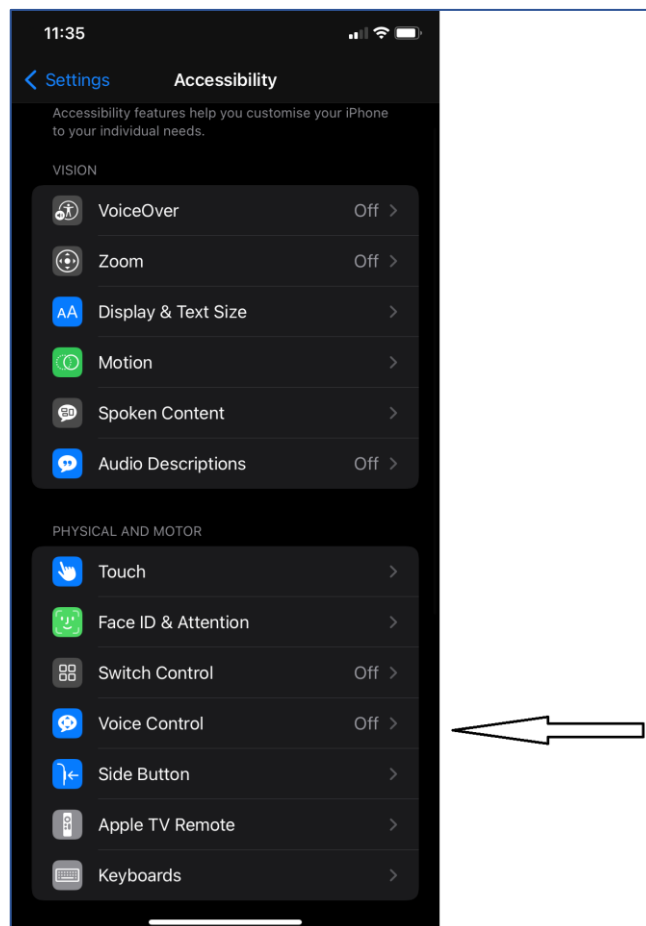 11:35
Settings
Accessibility
Accessibility features help you customise your iPhone
to your individual needs.
VISION
VoiceOver Off
Zoom Off
AA Display & Text Size
Motion
Spoken Content
Audio Descriptions Off
PHYSICAL AND MOTOR
Touch
Face ID & Attention
Switch Control Off
Voice Control Off
Side Button
Apple TV Remote
Keyboards